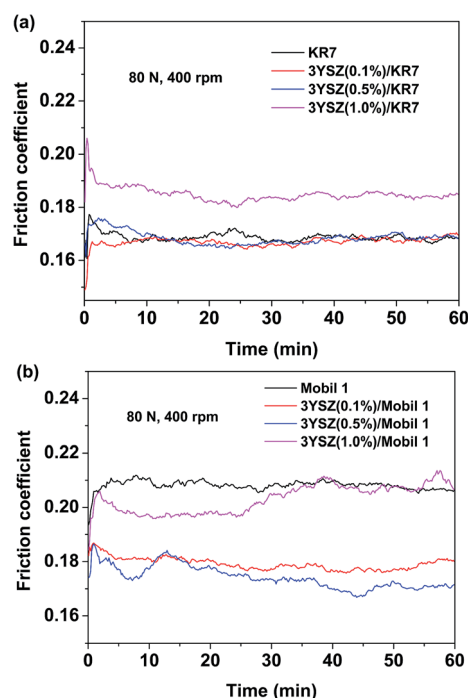 (a)
0.24
0.22
0.20
0.18
0.16
Friction coefficient
80 N, 400 rpm
KR7
3YSZ(0.1%)/KR7
3YSZ(0.5%)/KR7
3YSZ(1.0%)/KR7
0 10 20 30 40 50 60
Time (min)
(b)
0.24
0.22
0.20
0.18
0.16
Friction coefficient
80 N, 400 rpm
Mobil 1
3YSZ(0.1%)/Mobil 1
3YSZ(0.5%)/Mobil 1
3YSZ(1.0%)/Mobil 1
0 10 20 30 40 50 60
Time (min)